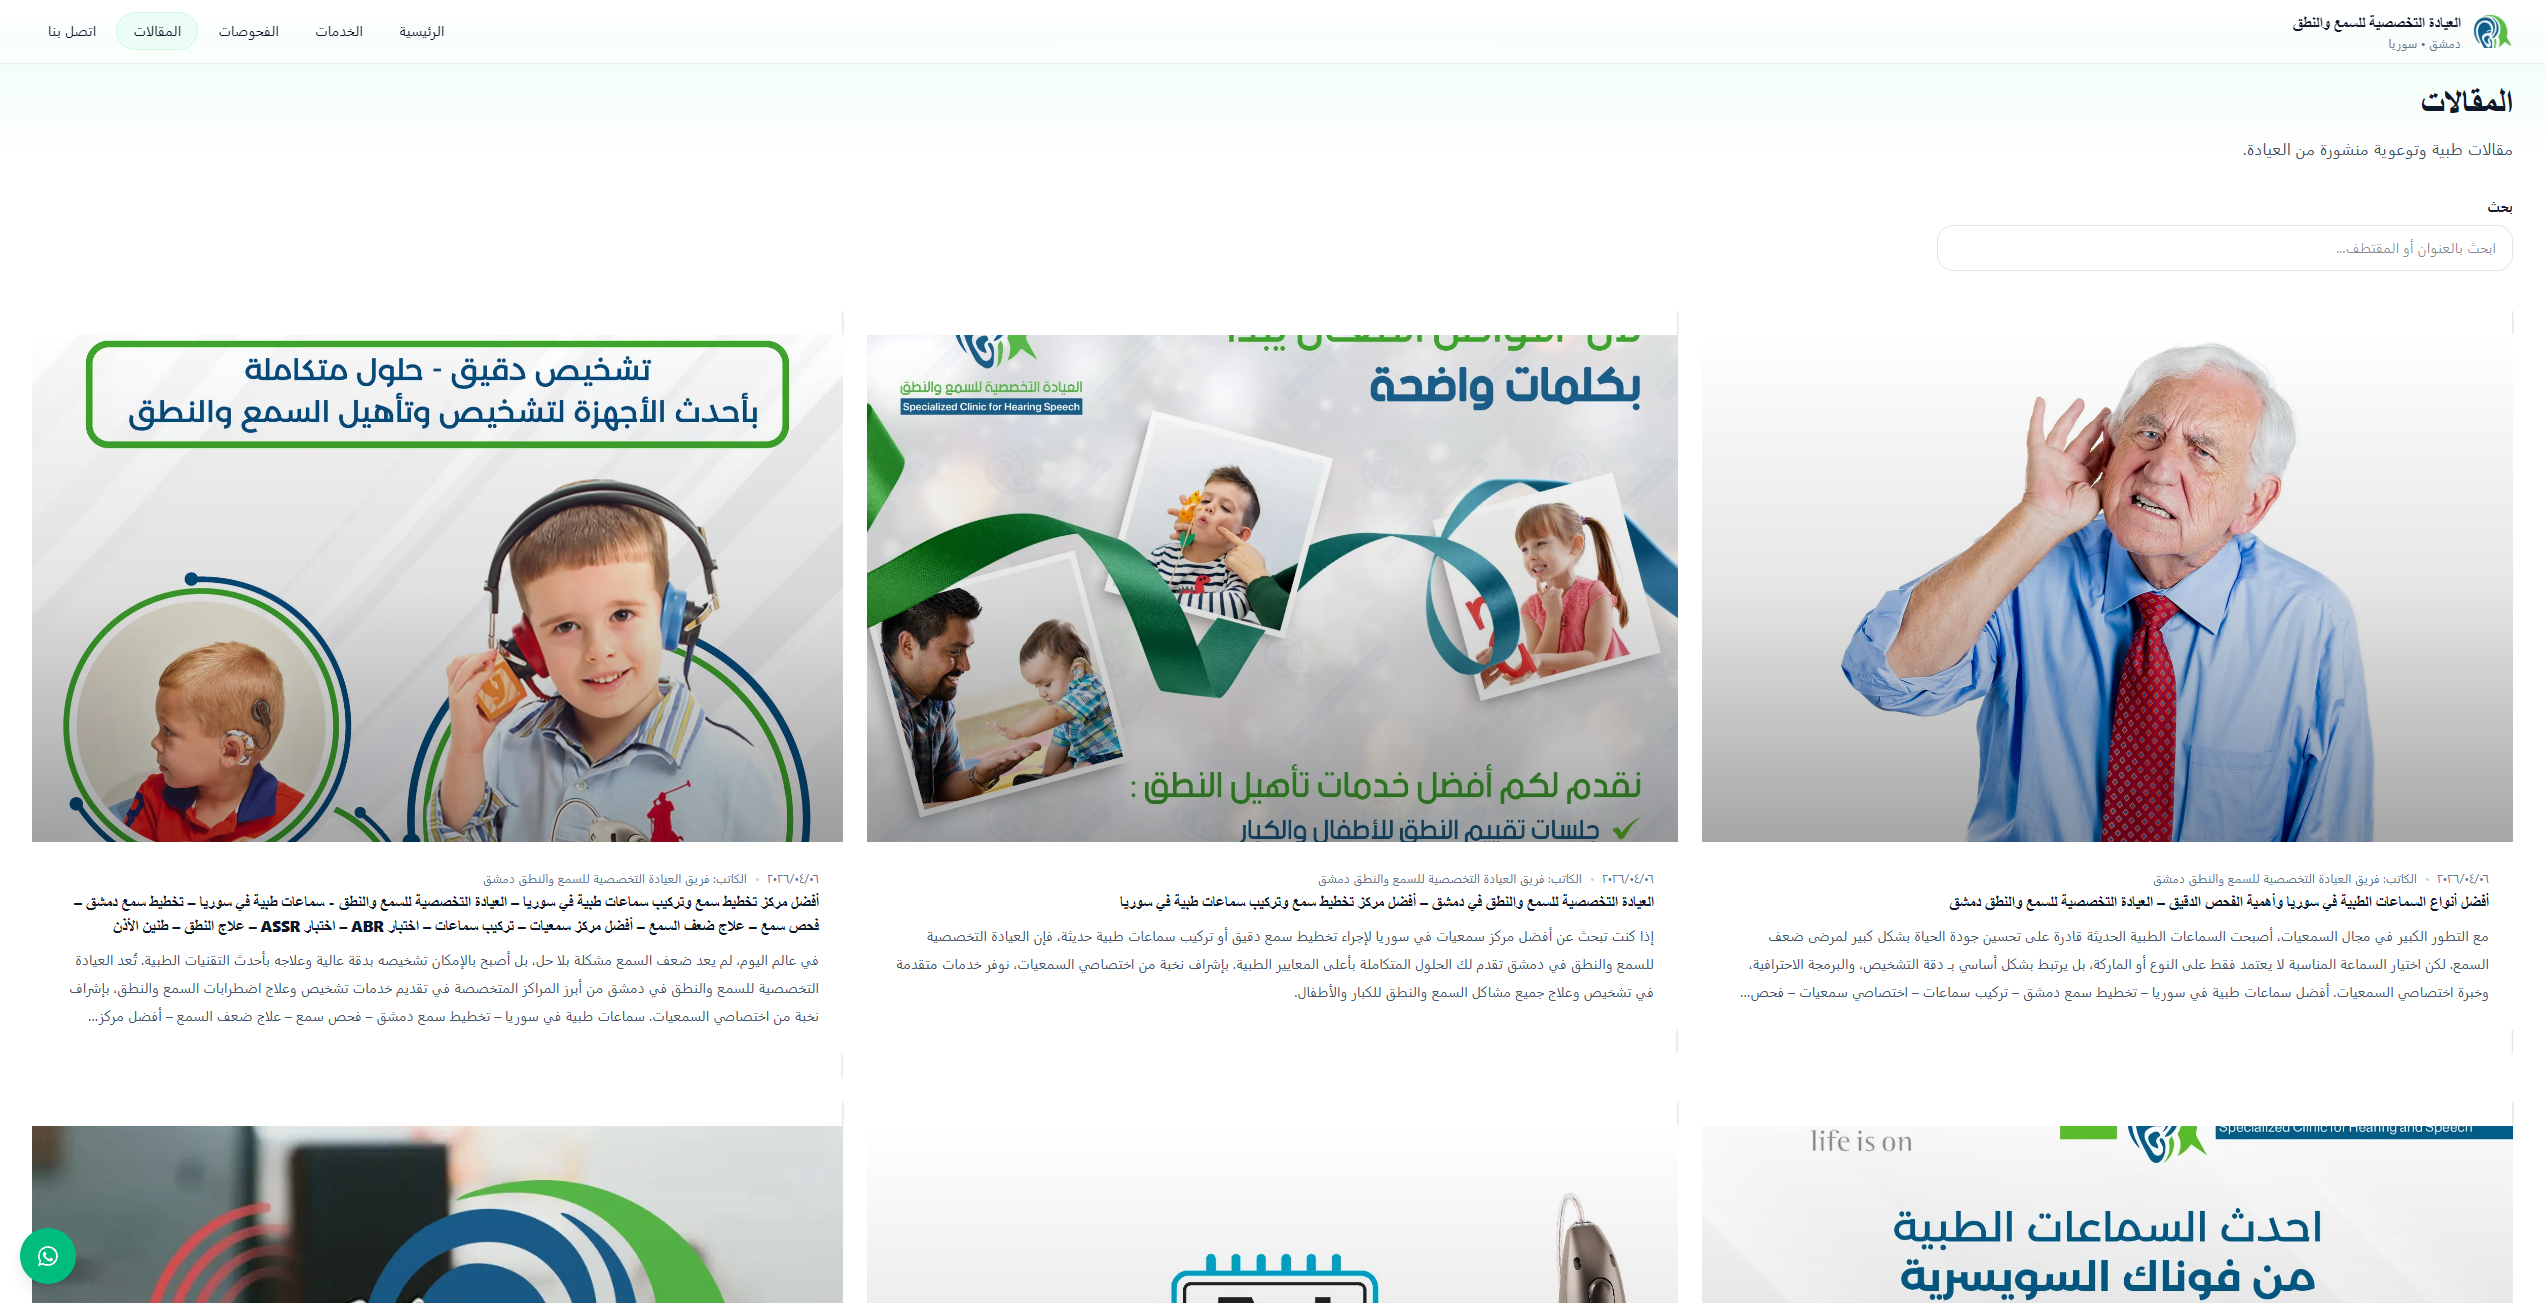 العيادة التخصصية للسمع والنطق
دمشق • سوريا
الرئيسية
الخدمات
الفحوصات
المقالات
اتصل بنا
المقالات
مقالات طبية وتوعوية منشورة من العيادة.
بحث
ابحث بالعنوان أو المقتطف...
٢٠٢٦/٠٤/٠٦ • الكاتب: فريق العيادة التخصصية للسمع والنطق دمشق
أفضل أنواع السماعات الطبية في سوريا وأهمية الفحص الدقيق – العيادة التخصصية للسمع والنطق دمشق
مع التطور الكبير في مجال السمعيات، أصبحت السماعات الطبية الحديثة قادرة على تحسين جودة الحياة بشكل كبير لمرضى ضعف
السمع. لكن اختيار السماعة المناسبة لا يعتمد فقط على النوع أو الماركة، بل يرتبط بشكل أساسي بـ دقة التشخيص، والبرمجة الاحترافية،
وخبرة اختصاصي السمعيات. أفضل سماعات طبية في سوريا – تخطيط سمع دمشق – تركيب سماعات – اختصاصي سمعيات – فحص...
بكلمات واضحة
العيادة التخصصية للسمع والنطق
Specialized Clinic for Hearing Speech
نقدم لكم أفضل خدمات تأهيل النطق :
جلسات تقييم النطق للأطفال والكبار
٢٠٢٦/٠٤/٠٦ • الكاتب: فريق العيادة التخصصية للسمع والنطق دمشق
العيادة التخصصية للسمع والنطق في دمشق – أفضل مركز تخطيط سمع وتركيب سماعات طبية في سوريا
إذا كنت تبحث عن أفضل مركز سمعيات في سوريا لإجراء تخطيط سمع دقيق أو تركيب سماعات طبية حديثة، فإن العيادة التخصصية
للسمع والنطق في دمشق تقدم لك الحلول المتكاملة بأعلى المعايير الطبية. بإشراف نخبة من اختصاصي السمعيات، نوفر خدمات متقدمة
في تشخيص وعلاج جميع مشاكل السمع والنطق للكبار والأطفال.
تشخيص دقيق - حلول متكاملة
بأحدث الأجهزة لتشخيص وتأهيل السمع والنطق
٢٠٢٦/٠٤/٠٦ • الكاتب: فريق العيادة التخصصية للسمع والنطق دمشق
أفضل مركز تخطيط سمع وتركيب سماعات طبية في سوريا – العيادة التخصصية للسمع والنطق - سماعات طبية في سوريا – تخطيط سمع دمشق –
فحص سمع – علاج ضعف السمع – أفضل مركز سمعيات – تركيب سماعات – اختبار ABR – اختبار ASSR – علاج النطق – طنين الأذن
في عالم اليوم، لم يعد ضعف السمع مشكلة بلا حل، بل أصبح بالإمكان تشخيصه بدقة عالية وعلاجه بأحدث التقنيات الطبية. تُعد العيادة
التخصصية للسمع والنطق في دمشق من أبرز المراكز المتخصصة في تقديم خدمات تشخيص وعلاج اضطرابات السمع والنطق، بإشراف
نخبة من اختصاصي السمعيات. سماعات طبية في سوريا – تخطيط سمع دمشق – فحص سمع – علاج ضعف السمع – أفضل مركز...
Specialized Clinic for Hearing and Speech
life is on
احدث السماعات الطبية
من فوناك السويسرية